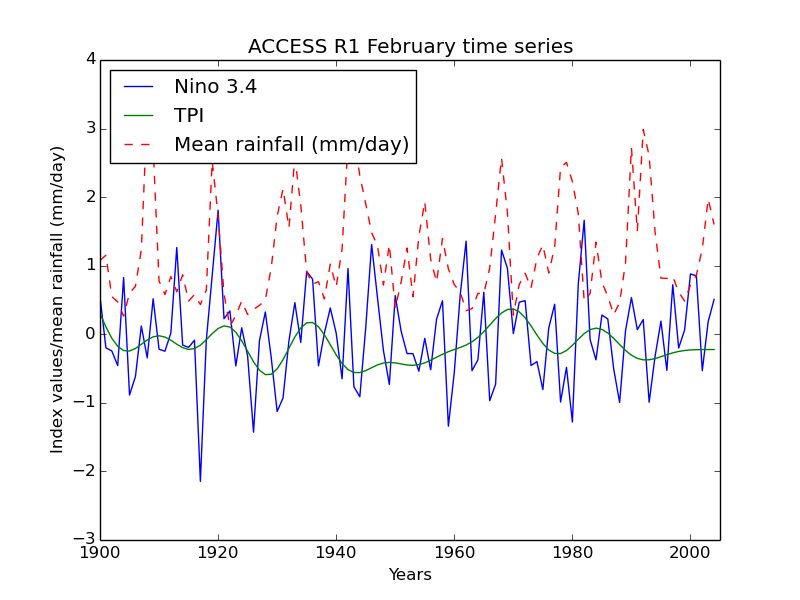 ACCESS R1 February time series
Nino 3.4
TPI
Mean rainfall (mm/day)
Index values/mean rainfall (mm/day)
4
3
2
1
0
−1
−2
−3
1900 1920 1940 1960 1980 2000
Years